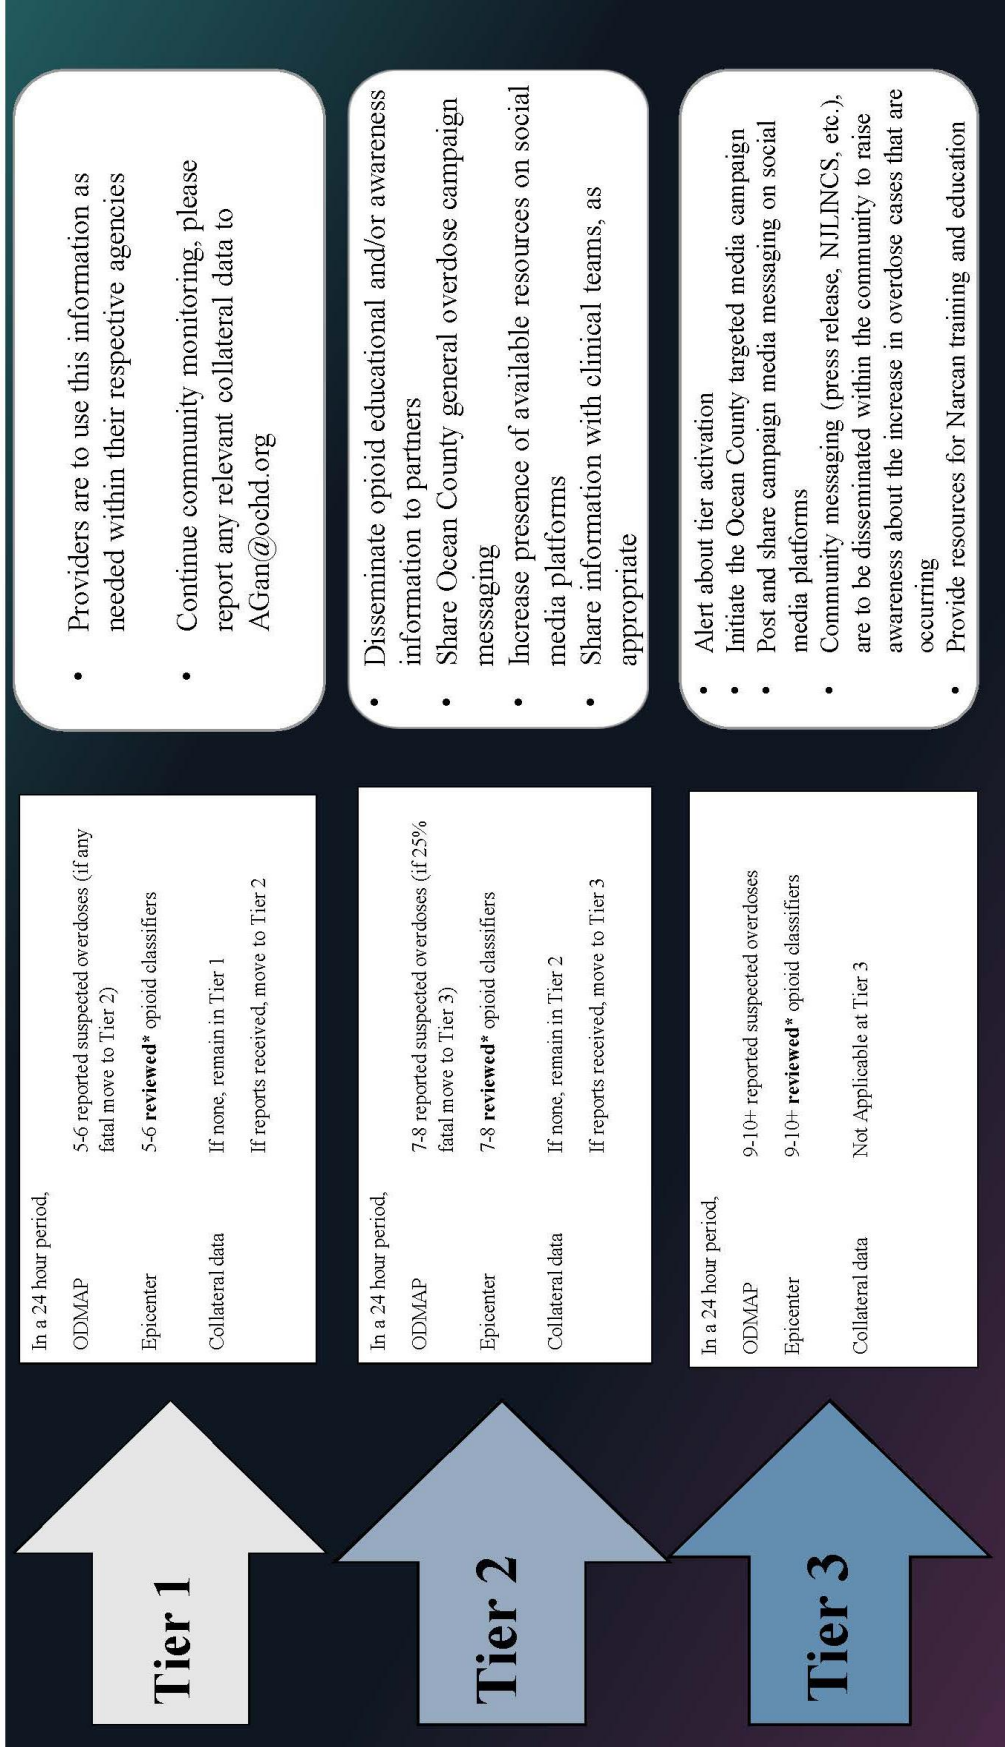 Tier 1
In a 24 hour period,
ODMAP 5-6 reported suspected overdoses (if any
fatal move to Tier 2)
Epicenter 5-6 reviewed* opioid classifiers
Collateral data If none, remain in Tier 1
If reports received, move to Tier 2
• Providers are to use this information as
needed within their respective agencies
• Continue community monitoring, please
report any relevant collateral data to
AGan@ochd.org
Tier 2
In a 24 hour period,
ODMAP 7-8 reported suspected overdoses (if 25%
fatal move to Tier 3)
Epicenter 7-8 reviewed* opioid classifiers
Collateral data If none, remain in Tier 2
If reports received, move to Tier 3
• Disseminate opioid educational and/or awareness
information to partners
• Share Ocean County general overdose campaign
messaging
• Increase presence of available resources on social
media platforms
• Share information with clinical teams, as
appropriate
Tier 3
In a 24 hour period,
ODMAP 9-10+ reported suspected overdoses
Epicenter 9-10+ reviewed* opioid classifiers
Collateral data Not Applicable at Tier 3
• Alert about tier activation
• Initiate the Ocean County targeted media campaign
• Post and share campaign media messaging on social
media platforms
• Community messaging (press release, NJLINCS, etc.),
are to be disseminated within the community to raise
awareness about the increase in overdose cases that are
occuring
• Provide resources for Narcan training and education